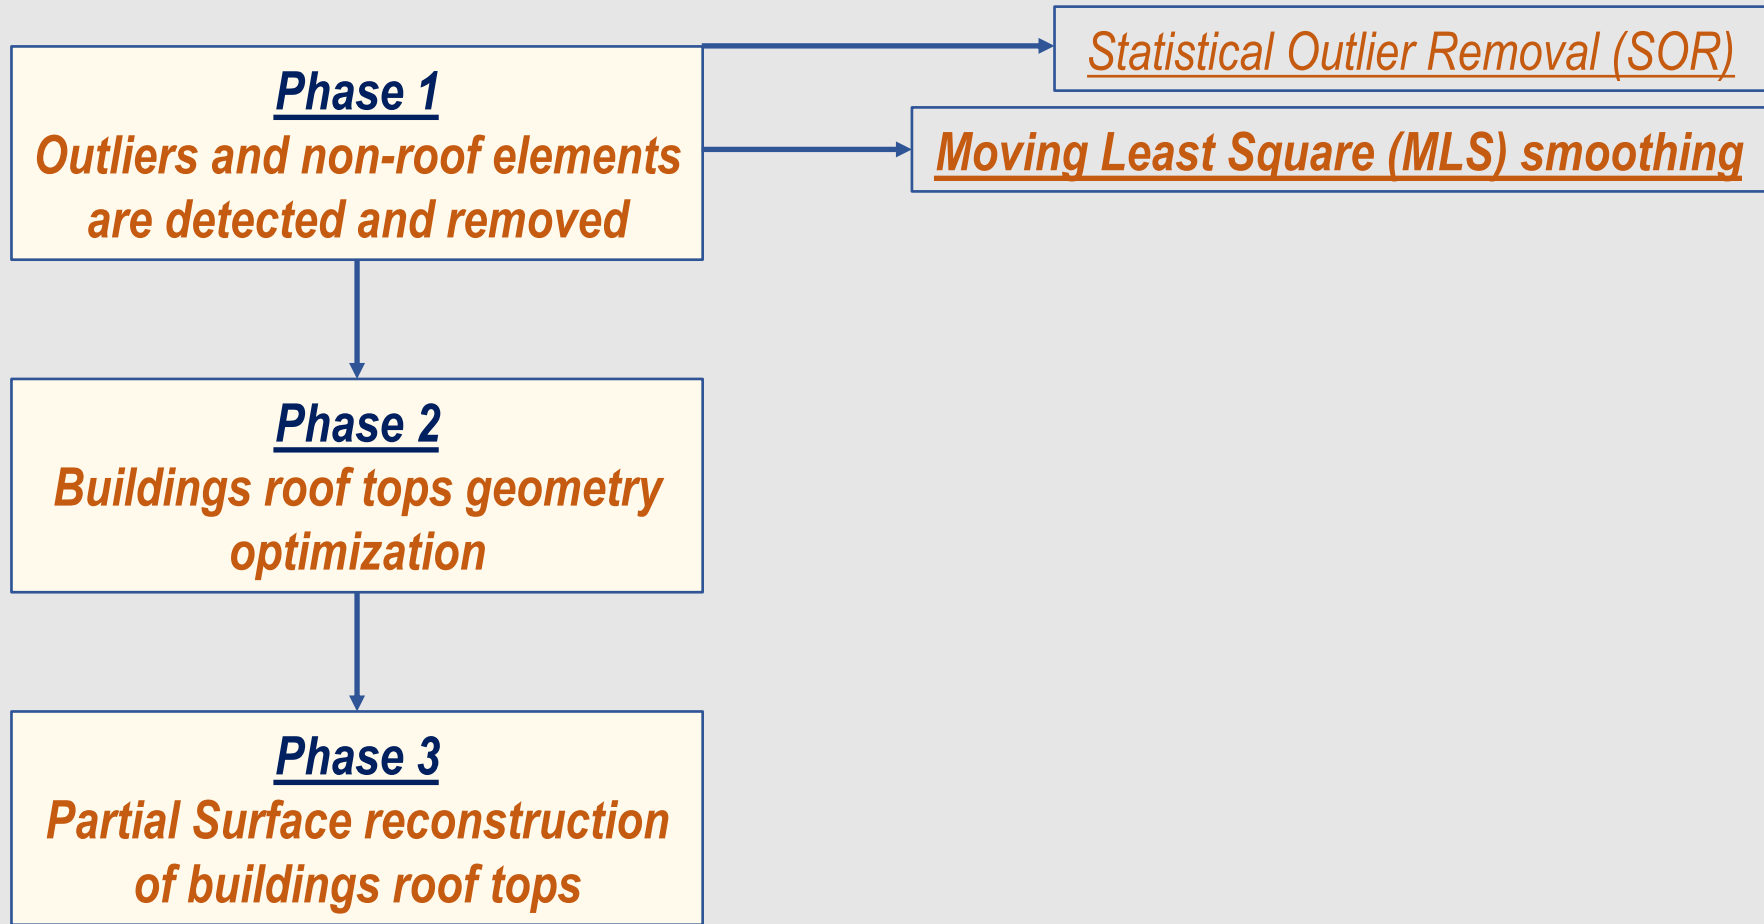 Phase 1
Outliers and non-roof elements
are detected and removed
Statistical Outlier Removal (SOR)
Moving Least Square (MLS) smoothing
Phase 2
Buildings roof tops geometry
optimization
Phase 3
Partial Surface reconstruction
of buildings roof tops